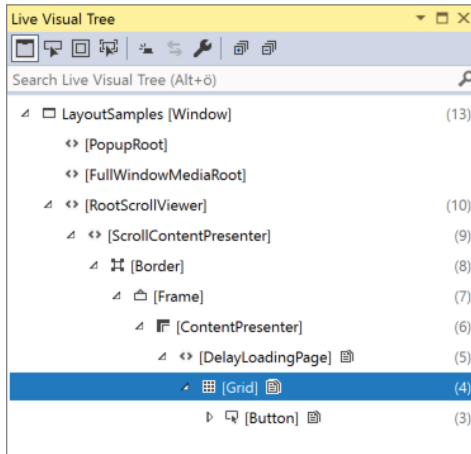 Live Visual Tree
Search Live Visual Tree (Alt+ö)
LayoutSamples [Window] (13)
[PopupRoot]
[FullWindowMediaRoot]
[RootScrollViewer] (10)
[ScrollContentPresenter] (9)
[Border] (8)
[Frame] (7)
[ContentPresenter] (6)
[DelayLoadingPage] (5)
[Grid] (4)
[Button] (3)